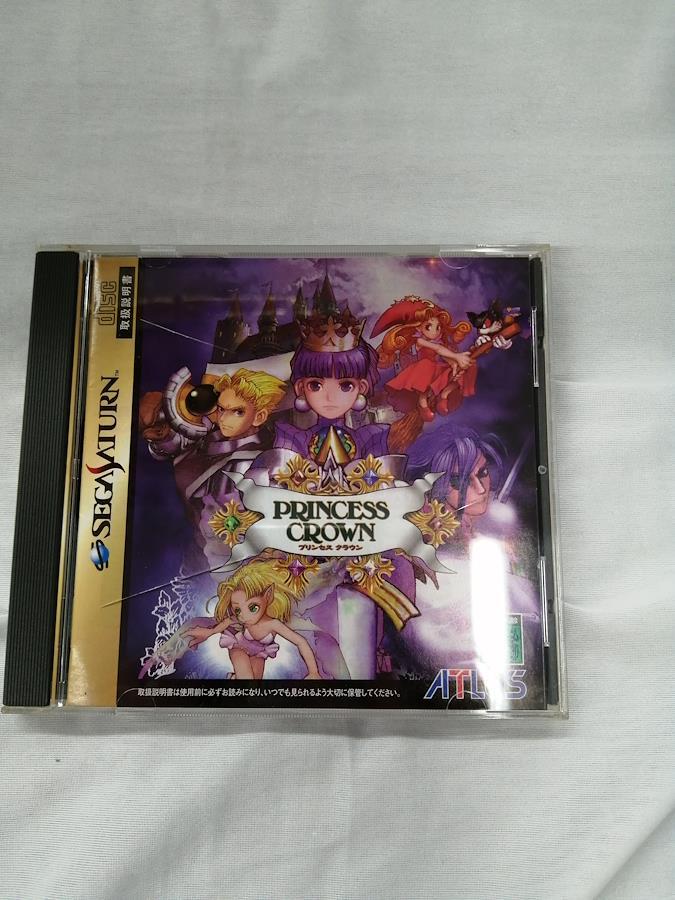 disc
取扱説明書
SEGA SATURN™
PRINCESS
CROWN
プリンセス クラウン
取扱説明書は使用前に必ずお読みになり、いつでも見られるよう大切に保管してください。
ATLUS